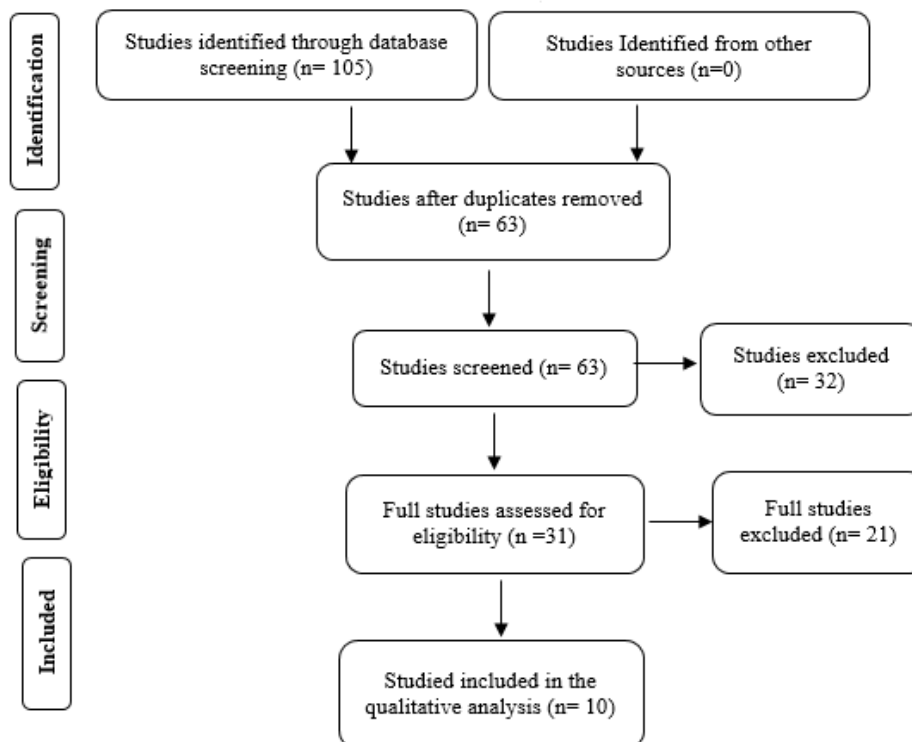 Identification
Studies identified through database
screening (n= 105)
Studies Identified from other
sources (n=0)
Studies after duplicates removed
(n= 63)
Screening
Studies screened (n= 63)
Studies excluded
(n= 32)
Eligibility
Full studies assessed for
eligibility (n =31)
Full studies
excluded (n= 21)
Included
Studied included in the
qualitative analysis (n= 10)